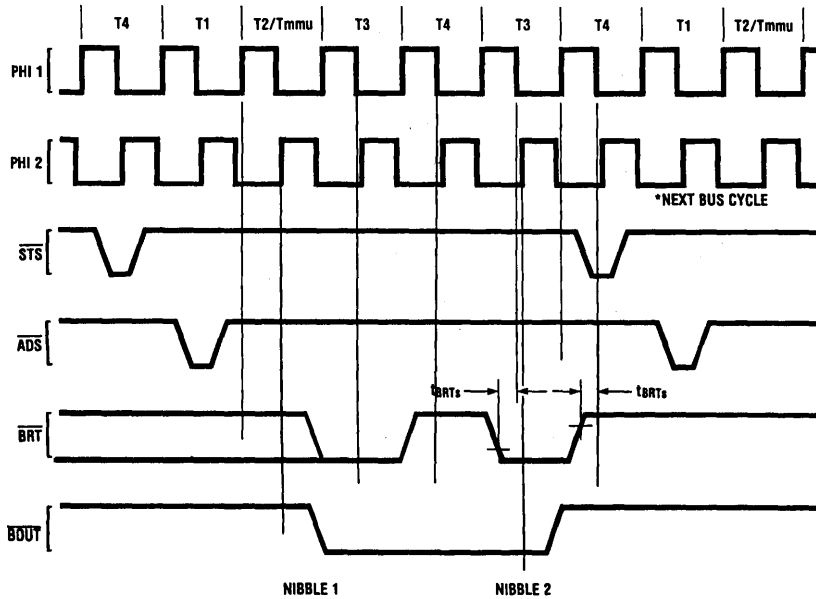 T4 T1 T2/Tmmu T3 T4 T3 T4 T1 T2/Tmmu
PHI 1
PHI 2
*NEXT BUS CYCLE
STS
ADS
tBRTs tBRTs
BRT
BOUT
NIBBLE 1 NIBBLE 2